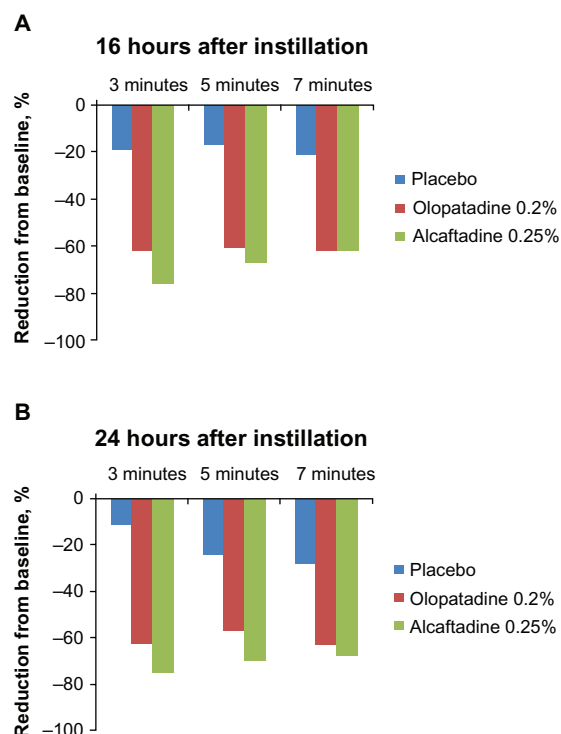 A
16 hours after instillation
3 minutes 5 minutes 7 minutes
Reduction from baseline, %
0
–20
–40
–60
–80
–100
Placebo
Olopatadine 0.2%
Alcaftadine 0.25%
B
24 hours after instillation
3 minutes 5 minutes 7 minutes
Reduction from baseline, %
0
–20
–40
–60
–80
–100
Placebo
Olopatadine 0.2%
Alcaftadine 0.25%